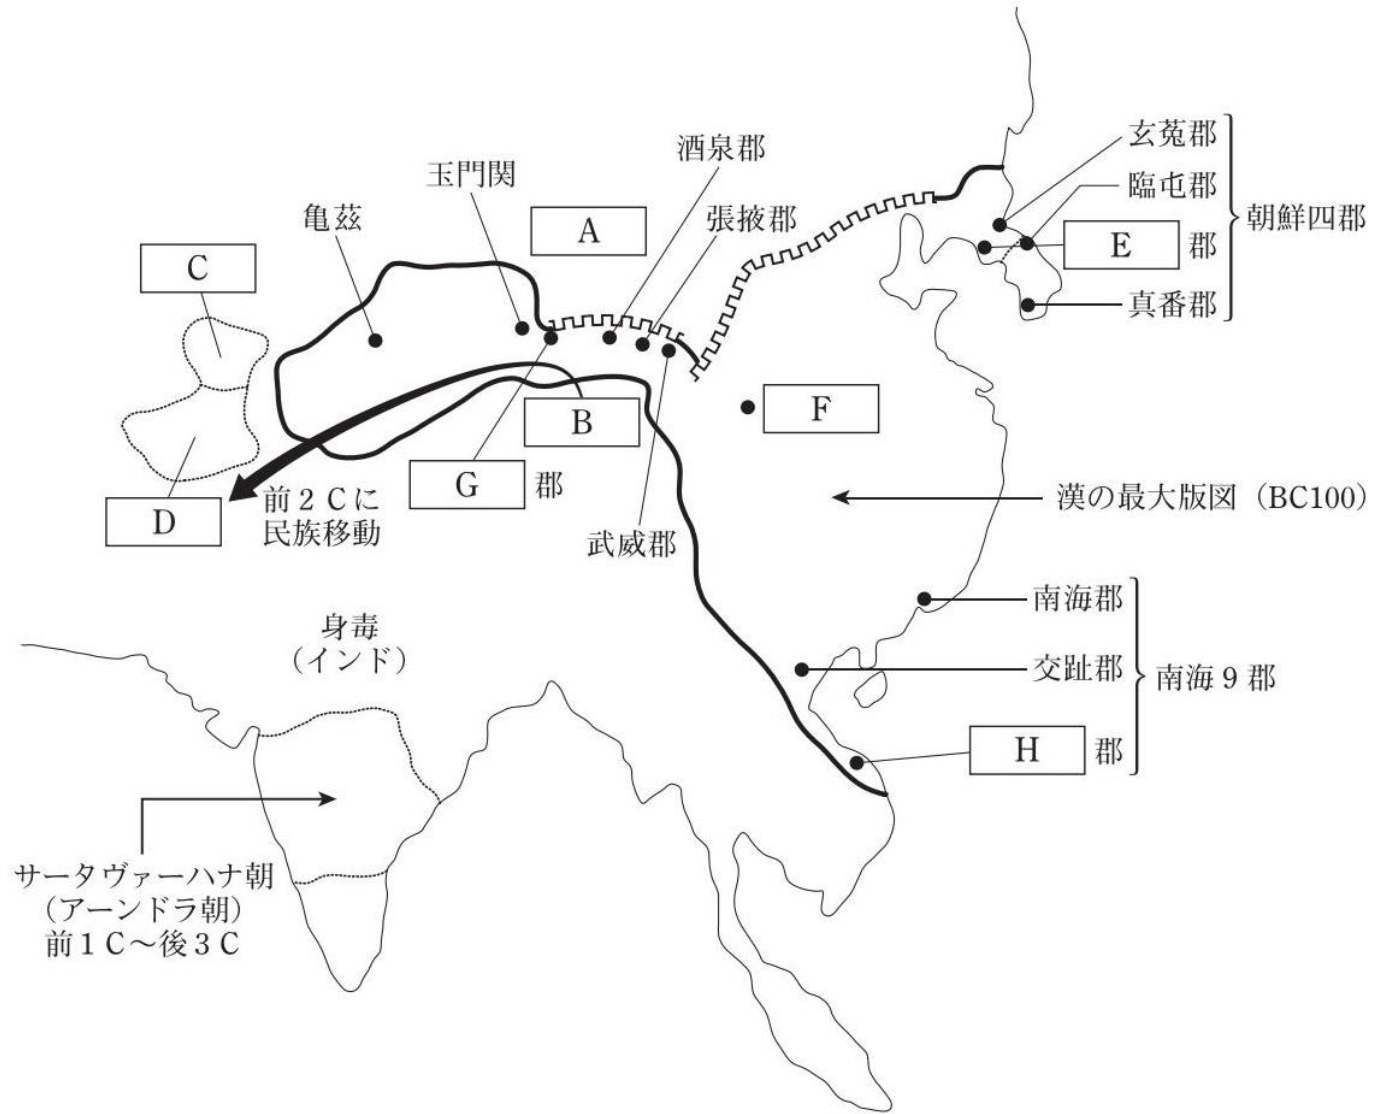 玄菟郡
臨屯郡
E 郡
真番郡
朝鮮四郡
酒泉郡
玉門関
張掖郡
亀茲
A
C
F
B
G 郡
D
前2Cに
民族移動
武威郡
漢の最大版図（BC100）
南海郡
交趾郡
H 郡
南海9郡
身毒
（インド）
サータヴァーハナ朝
（アーンドラ朝）
前1C〜後3C